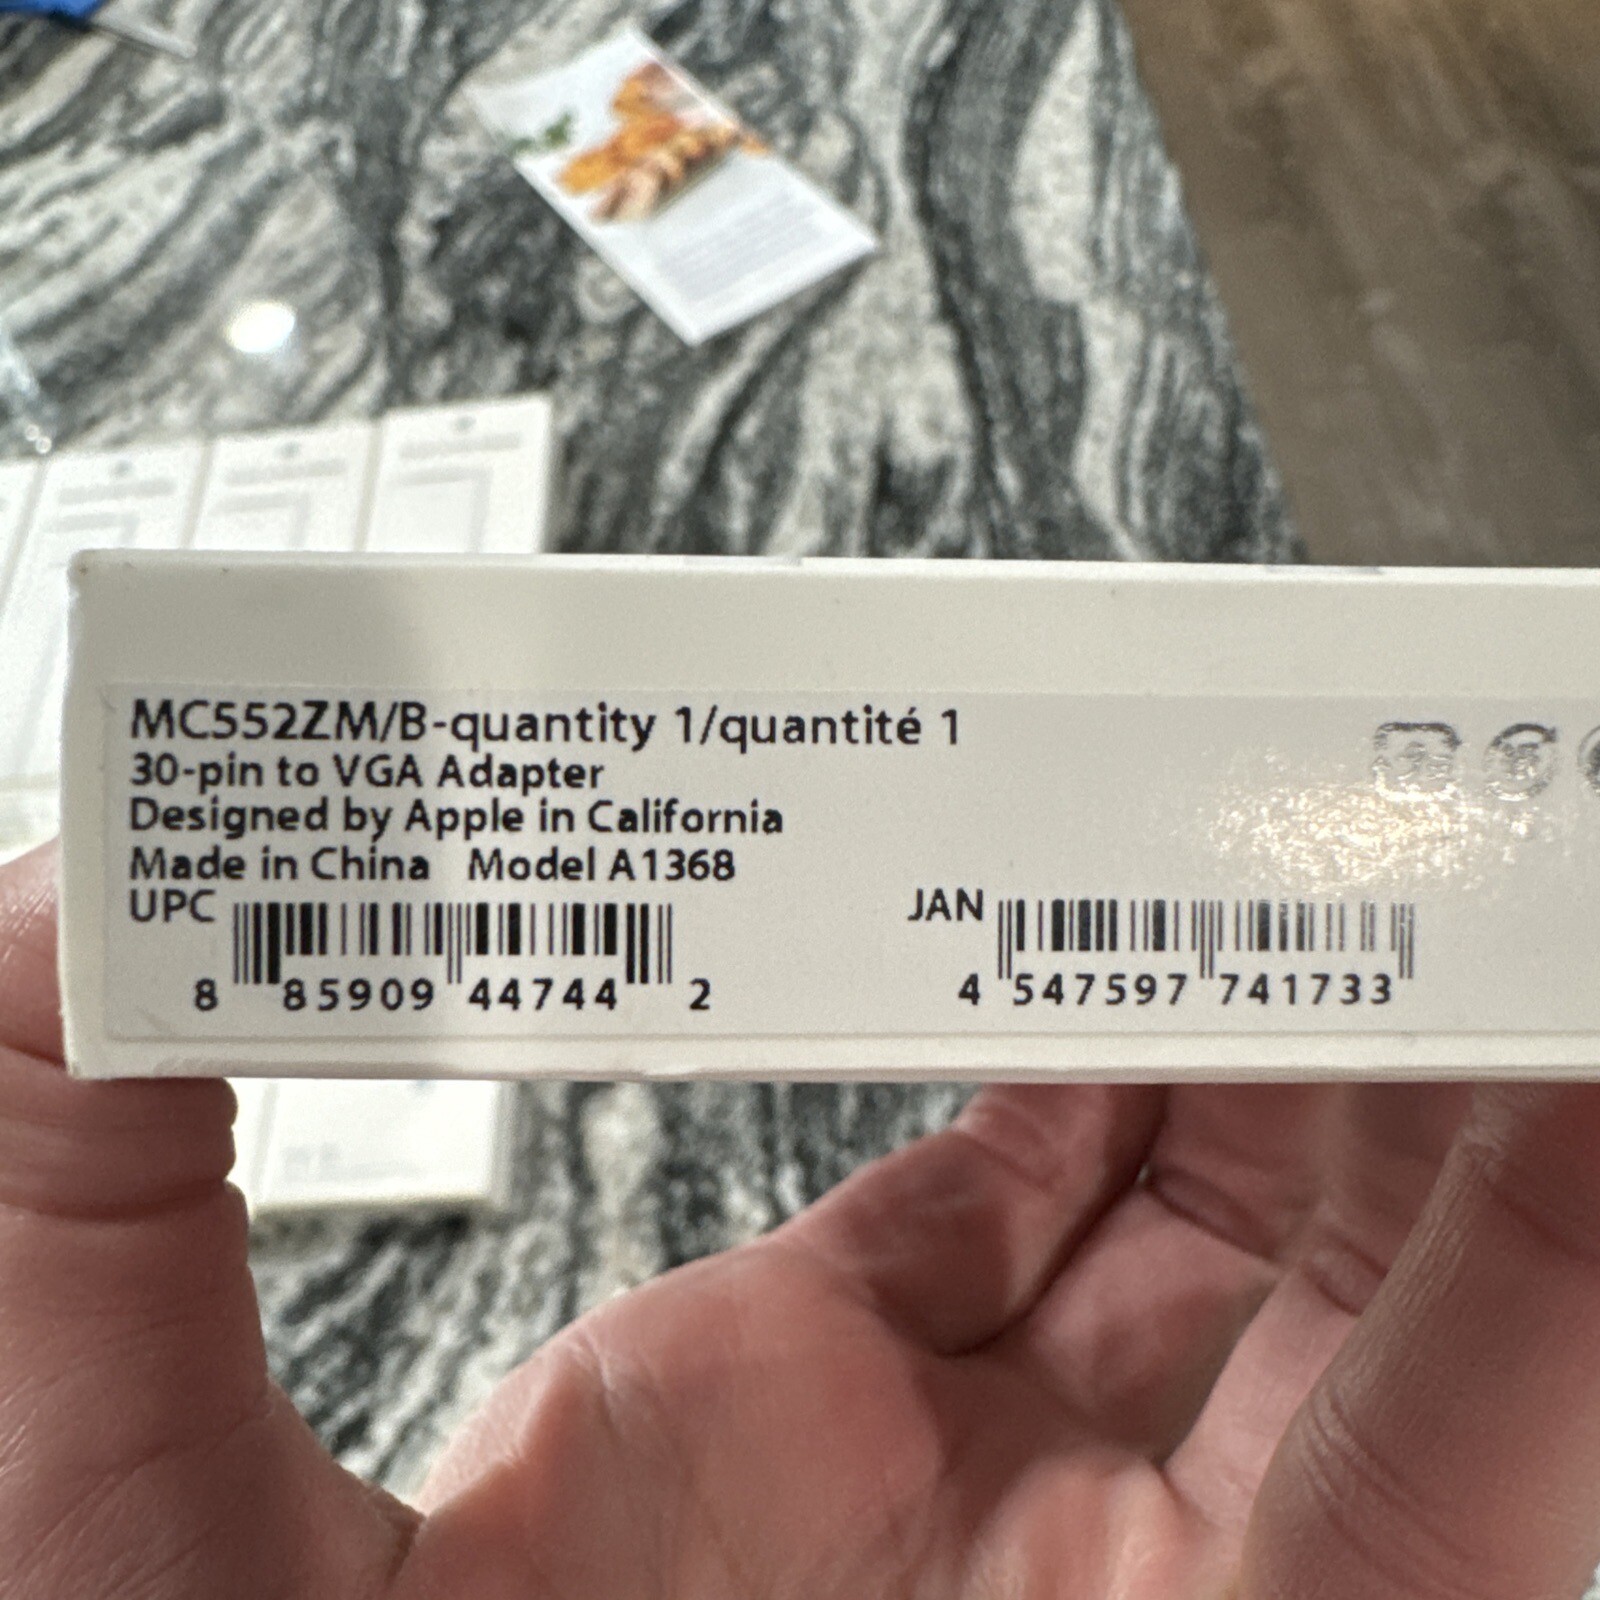 MC552ZM/B-quantity 1/quantité 1
30-pin to VGA Adapter
Designed by Apple in California
Made in China Model A1368
UPC
8 85909 44744 2
JAN
4 547597 741733